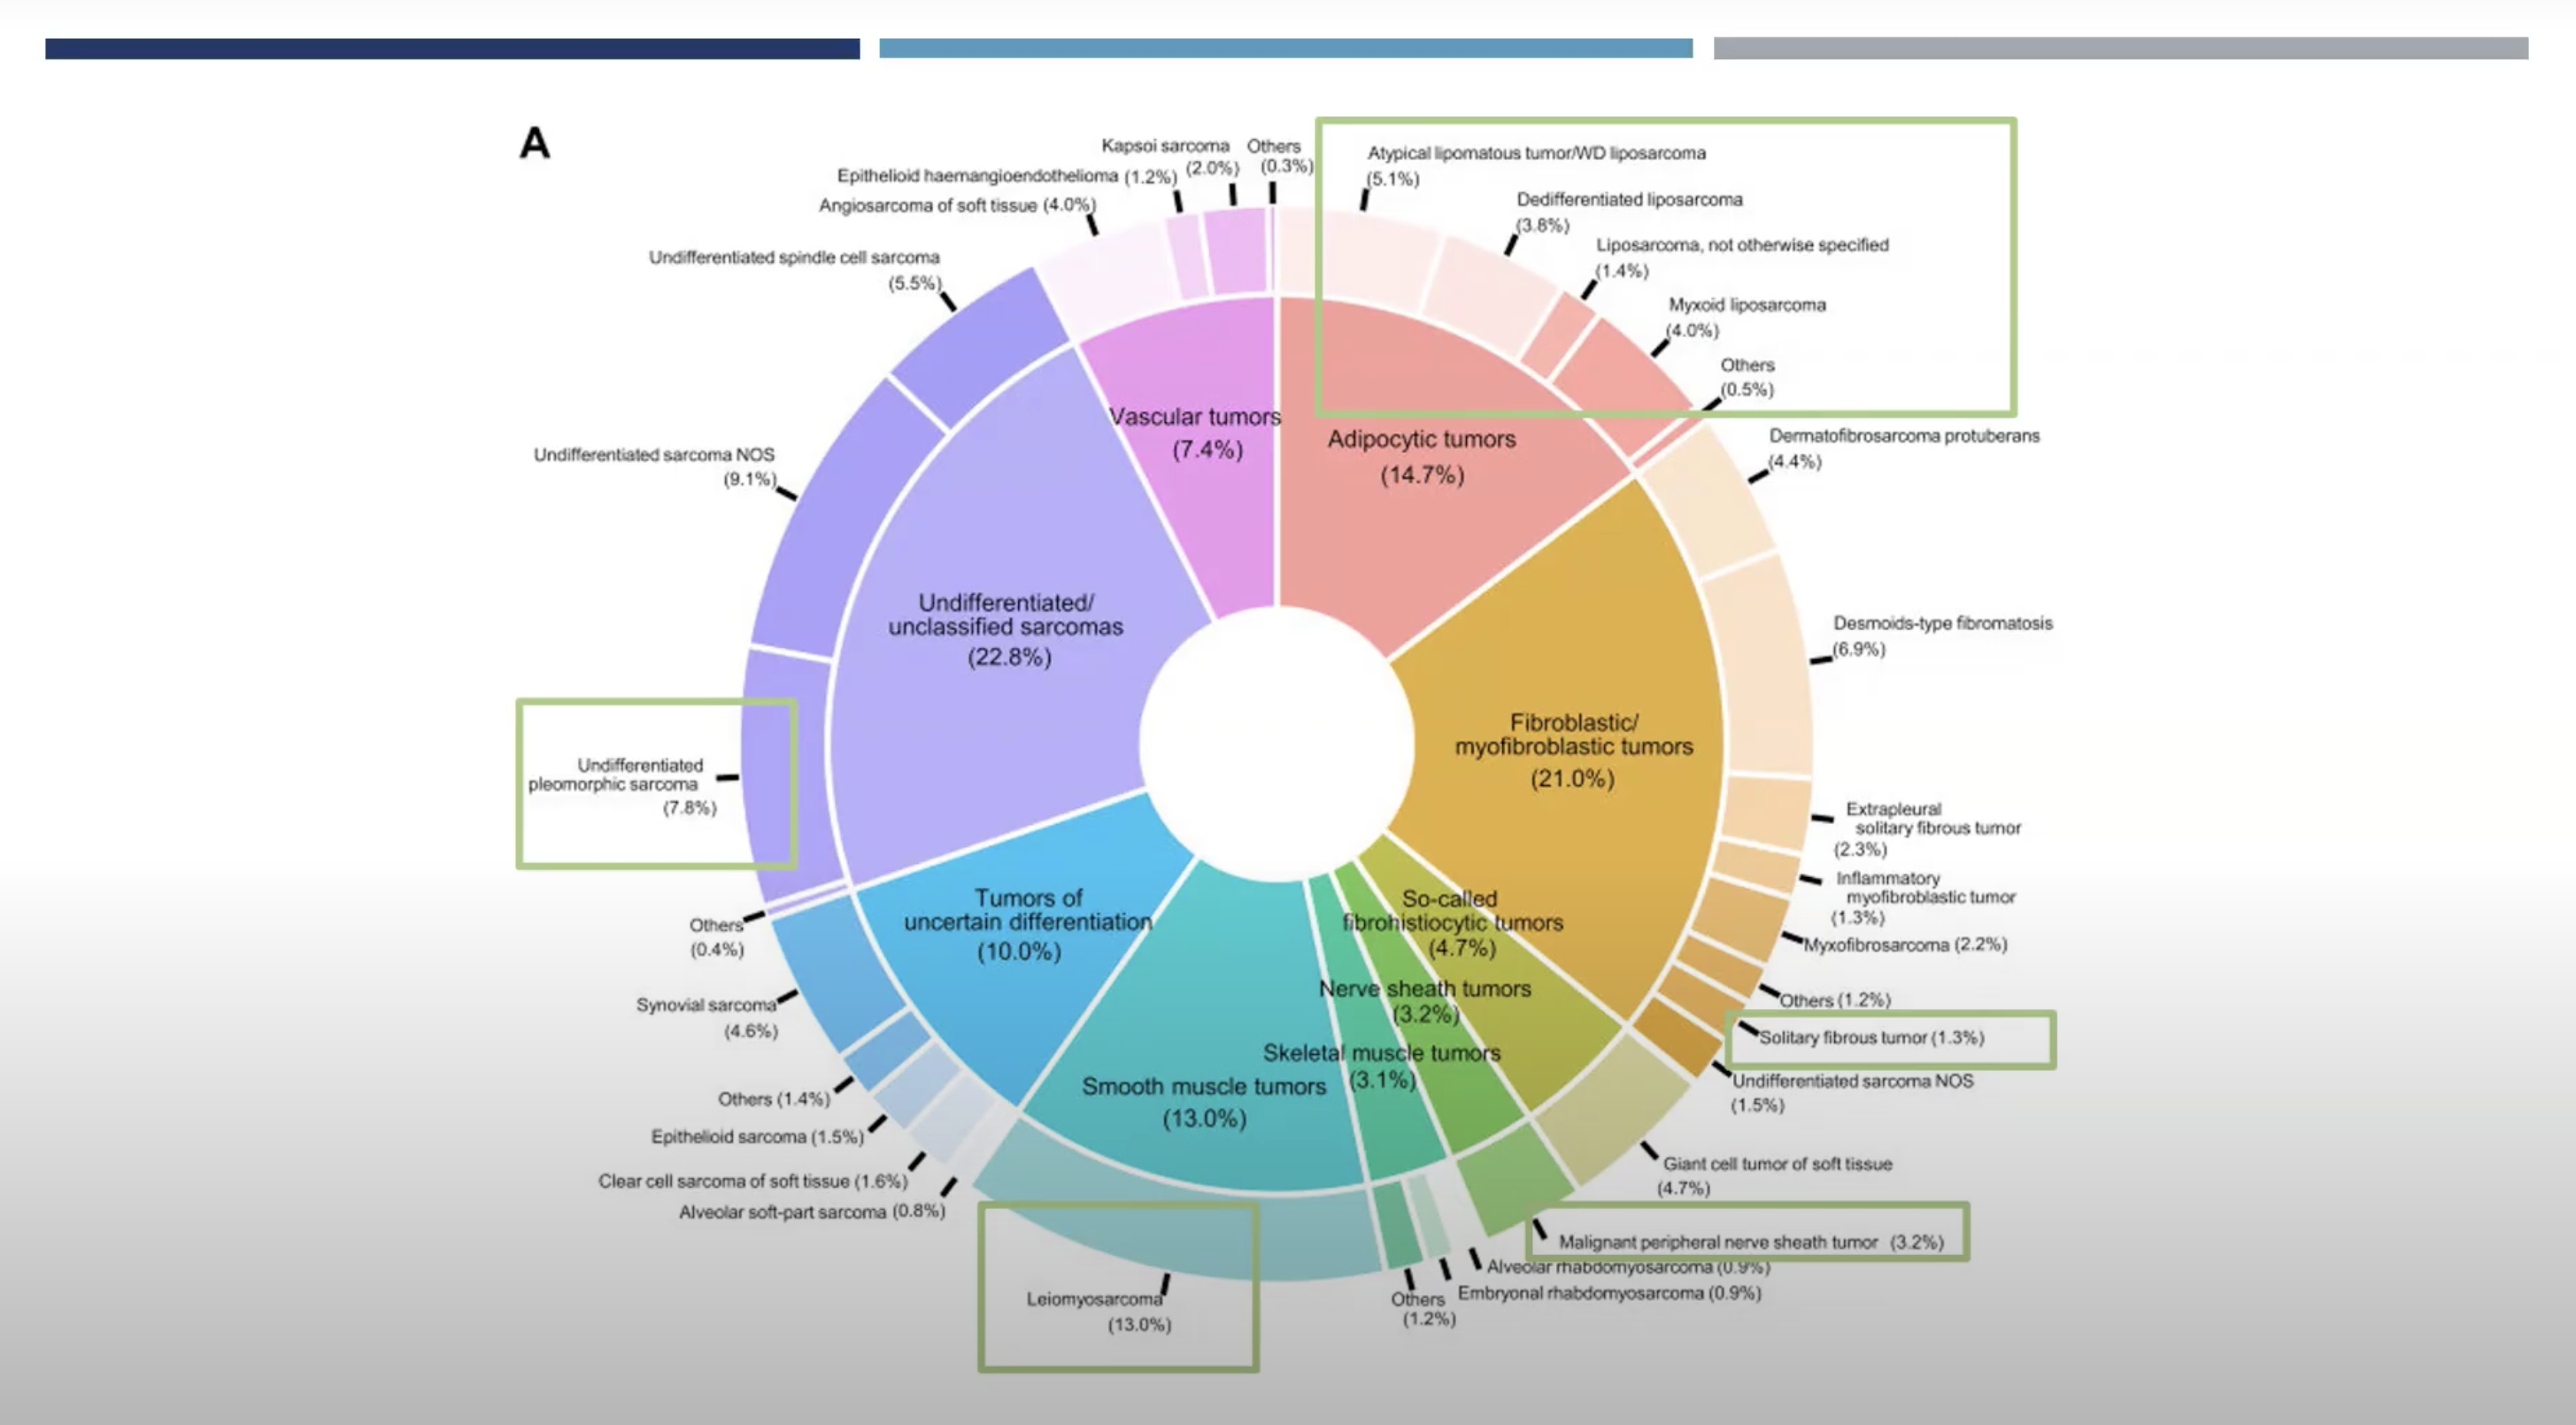 A
Kapsoi sarcoma
(2.0%)
Others
(0.3%)
Epithelioid haemangioendothelioma (1.2%)
Angiosarcoma of soft tissue (4.0%)
Undifferentiated spindle cell sarcoma
(5.5%)
Undifferentiated sarcoma NOS
(9.1%)
Undifferentiated
pleomorphic sarcoma
(7.8%)
Others
(0.4%)
Synovial sarcoma
(4.6%)
Others (1.4%)
Epithelioid sarcoma (1.5%)
Clear cell sarcoma of soft tissue (1.6%)
Alveolar soft-part sarcoma (0.8%)
Leiomyosarcoma
(13.0%)
Atypical lipomatous tumor/WD liposarcoma
(5.1%)
Dedifferentiated liposarcoma
(3.8%)
Liposarcoma, not otherwise specified
(1.4%)
Myxoid liposarcoma
(4.0%)
Others
(0.5%)
Dermatofibrosarcoma protuberans
(4.4%)
Desmoids-type fibromatosis
(6.9%)
Extrapleural
solitary fibrous tumor
(2.3%)
Inflammatory
myofibroblastic tumor
(1.3%)
Myxofibrosarcoma (2.2%)
Others (1.2%)
Solitary fibrous tumor (1.3%)
Undifferentiated sarcoma NOS
(1.5%)
Giant cell tumor of soft tissue
(4.7%)
Malignant peripheral nerve sheath tumor (3.2%)
Alveolar rhabdomyosarcoma (0.9%)
Embryonal rhabdomyosarcoma (0.9%)
Others
(1.2%)
Vascular tumors
(7.4%)
Adipocytic tumors
(14.7%)
Undifferentiated/
unclassified sarcomas
(22.8%)
Fibroblastic/
myofibroblastic tumors
(21.0%)
Tumors of
uncertain differentiation
(10.0%)
So-called
fibrohistiocytic tumors
(4.7%)
Nerve sheath tumors
(3.2%)
Skeletal muscle tumors
(3.1%)
Smooth muscle tumors
(13.0%)